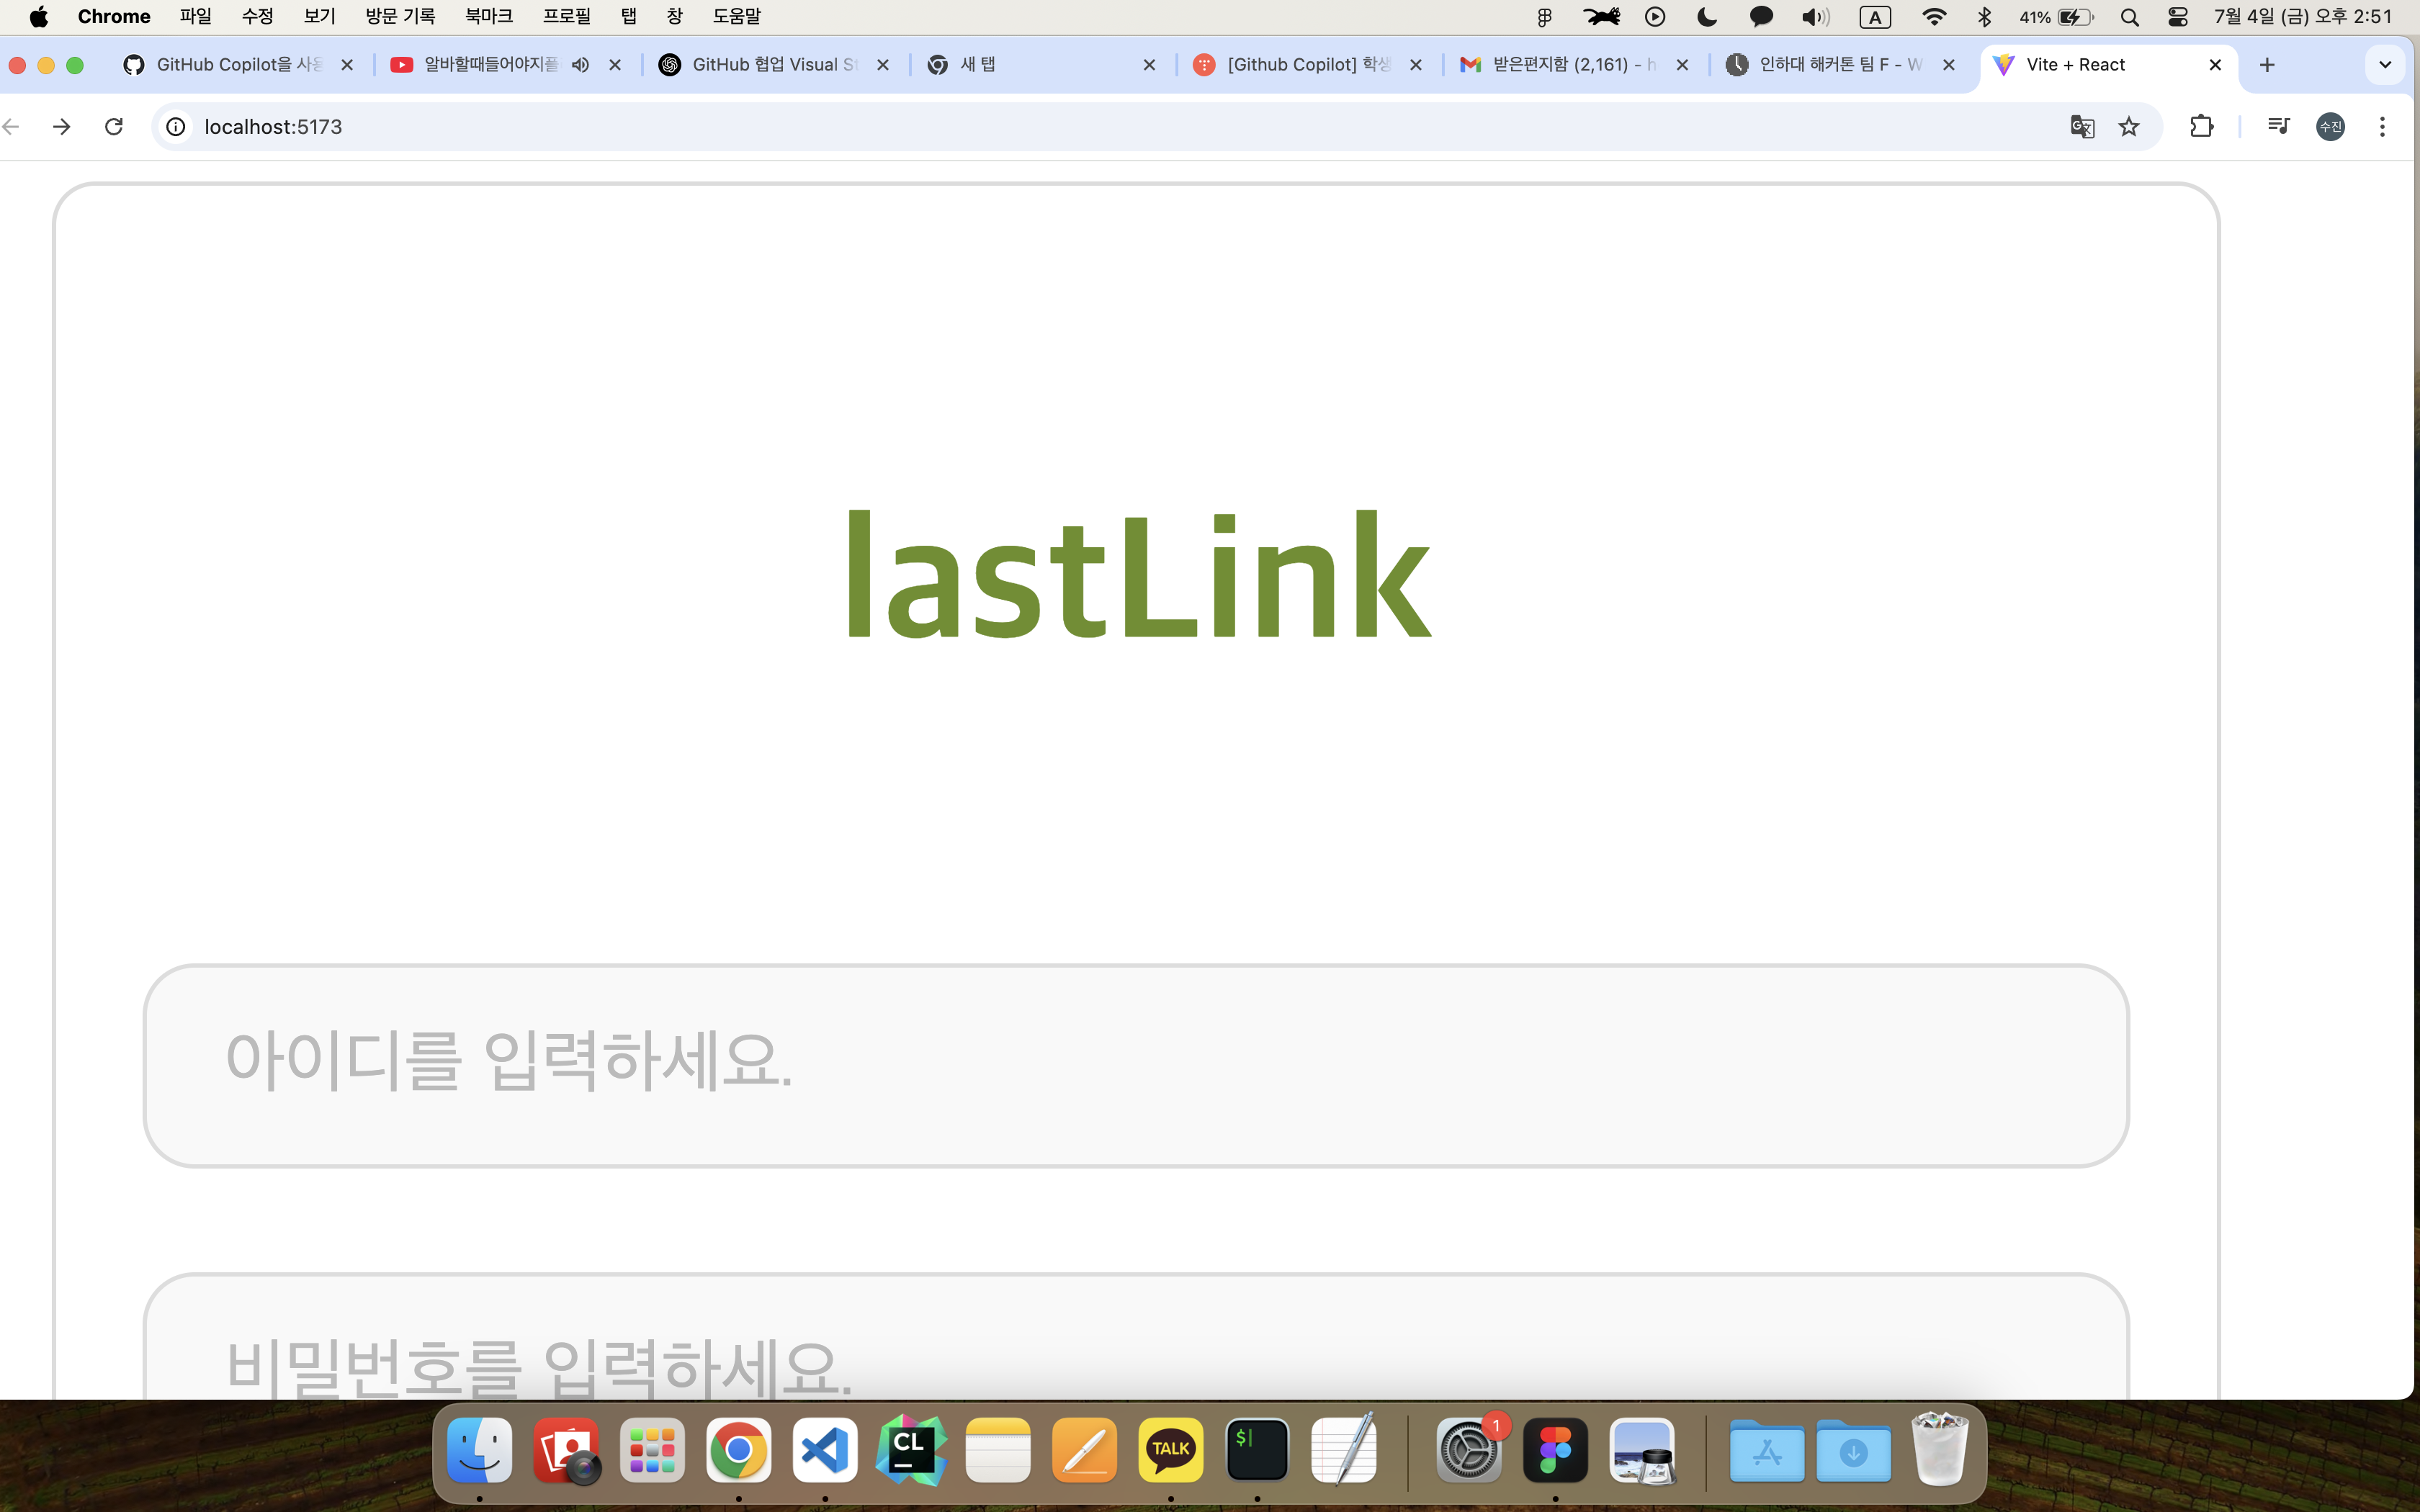 Chrome 파일 수정 보기 방문 기록 북마크 프로필 탭 창 도움말 A 41% 7월 4일 (금) 오후 2:51
GitHub Copilot을 사용 알바할때들어야지플 GitHub 협업 Visual St 새 탭 [Github Copilot] 학생 받은편지함 (2,161) - h 인하대 해커톤 팀 F - W Vite + React
localhost:5173 수진
lastLink
아이디를 입력하세요.
비밀번호를 입력하세요.
CL TALK $ 1